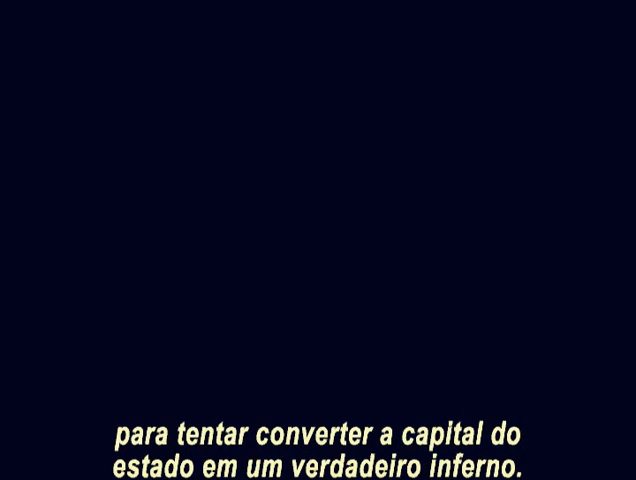 para tentar converter a capital do
estado em um verdadeiro inferno.